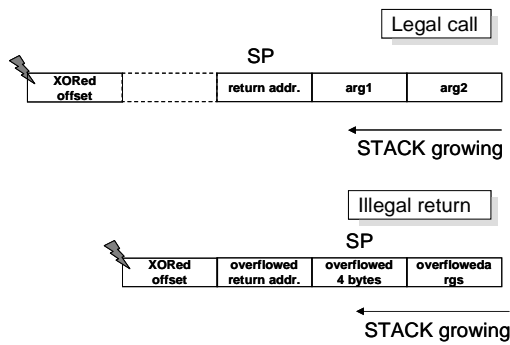 Legal call
SP
XORed
offset
return addr.
arg1
arg2
STACK growing
Illegal return
SP
XORed
offset
overflowed
return addr.
overflowed
4 bytes
overfloweda
rgs
STACK growing